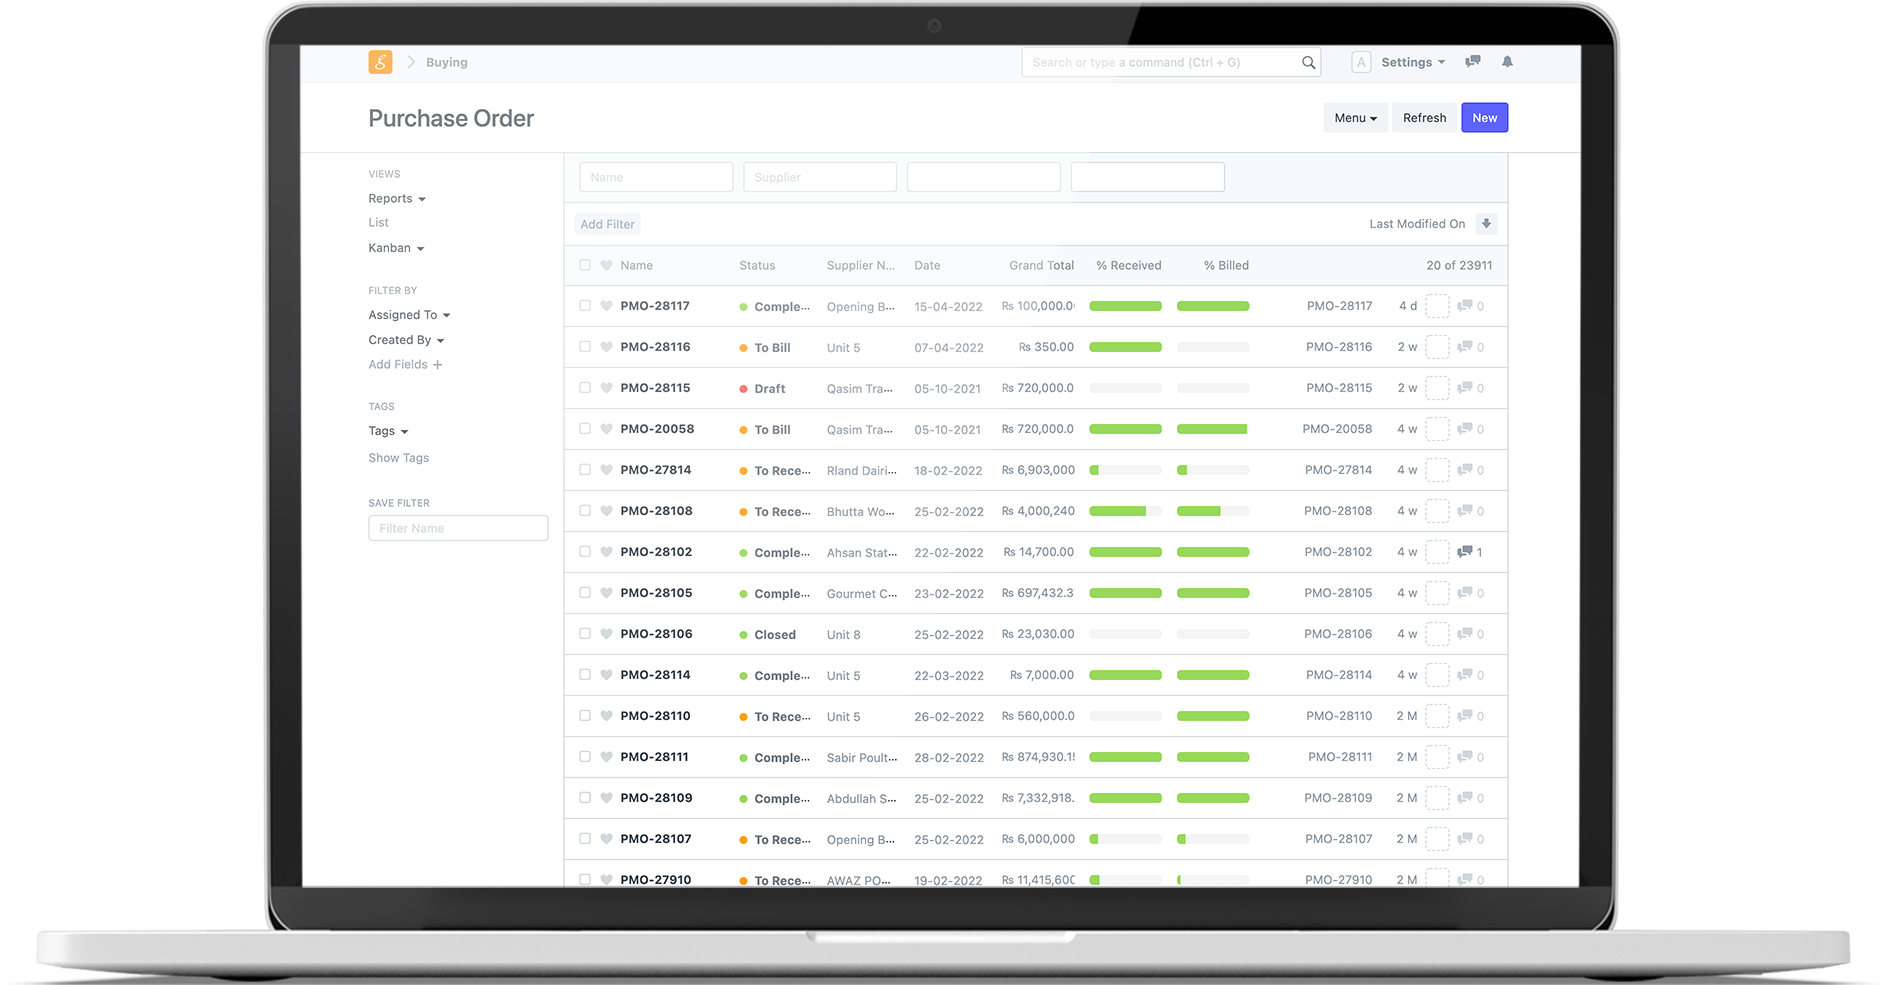 Buying
Search or type a command (Ctrl + G)
A Settings
Purchase Order
Menu Refresh New
VIEWS
Reports
List
Kanban
FILTER BY
Assigned To
Created By
Add Fields
TAGS
Tags
Show Tags
SAVE FILTER
Filter Name
Name Supplier
Add Filter Last Modified On
Name Status Supplier N... Date Grand Total % Received % Billed 20 of 23911
PMO-28117 Comple... Opening B... 15-04-2022 Rs 100,000.0 PMO-28117 4 d 0
PMO-28116 To Bill Unit 5 07-04-2022 Rs 350.00 PMO-28116 2 w 0
PMO-28115 Draft Qasim Tra... 05-10-2021 Rs 720,000.0 PMO-28115 2 w 0
PMO-20058 To Bill Qasim Tra... 05-10-2021 Rs 720,000.0 PMO-20058 4 w 0
PMO-27814 To Rece... Rland Dairi... 18-02-2022 Rs 6,903,000 PMO-27814 4 w 0
PMO-28108 To Rece... Bhutta Wo... 25-02-2022 Rs 4,000,240 PMO-28108 4 w 0
PMO-28102 Comple... Ahsan Stat... 22-02-2022 Rs 14,700.00 PMO-28102 4 w 1
PMO-28105 Comple... Gourmet C... 23-02-2022 Rs 697,432.3 PMO-28105 4 w 0
PMO-28106 Closed Unit 8 25-02-2022 Rs 23,030.00 PMO-28106 4 w 0
PMO-28114 Comple... Unit 5 22-03-2022 Rs 7,000.00 PMO-28114 4 w 0
PMO-28110 To Rece... Unit 5 26-02-2022 Rs 560,000.0 PMO-28110 2 M 0
PMO-28111 Comple... Sabir Poult... 28-02-2022 Rs 874,930.15 PMO-28111 2 M 0
PMO-28109 Comple... Abdullah S... 25-02-2022 Rs 7,332,918. PMO-28109 2 M 0
PMO-28107 To Rece... Opening B... 25-02-2022 Rs 6,000,000 PMO-28107 2 M 0
PMO-27910 To Rece... AWAZ PO... 19-02-2022 Rs 11,415,600 PMO-27910 2 M 0